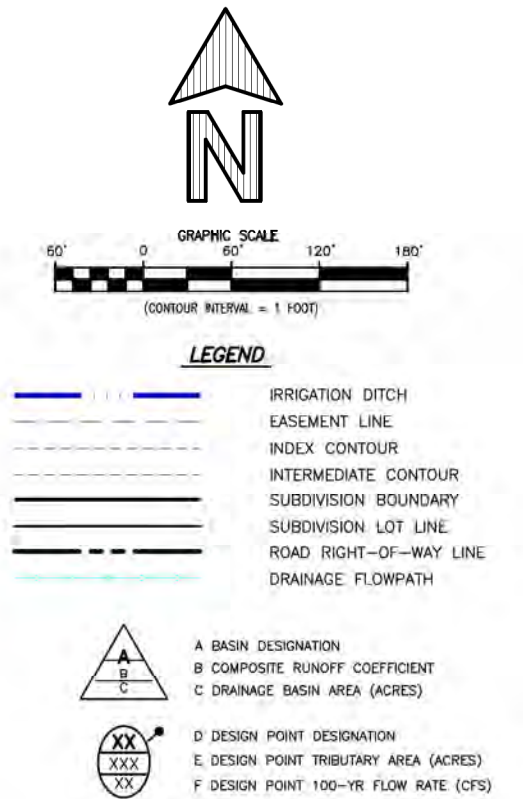 N
GRAPHIC SCALE
60' 0 60' 120' 180'
(CONTOUR INTERVAL = 1 FOOT)
LEGEND
IRRIGATION DITCH
EASEMENT LINE
INDEX CONTOUR
INTERMEDIATE CONTOUR
SUBDIVISION BOUNDARY
SUBDIVISION LOT LINE
ROAD RIGHT-OF-WAY LINE
DRAINAGE FLOWPATH
A
B
C
A BASIN DESIGNATION
B COMPOSITE RUNOFF COEFFICIENT
C DRAINAGE BASIN AREA (ACRES)
XX
XXX
XX
D DESIGN POINT DESIGNATION
E DESIGN POINT TRIBUTARY AREA (ACRES)
F DESIGN POINT 100-YR FLOW RATE (CFS)